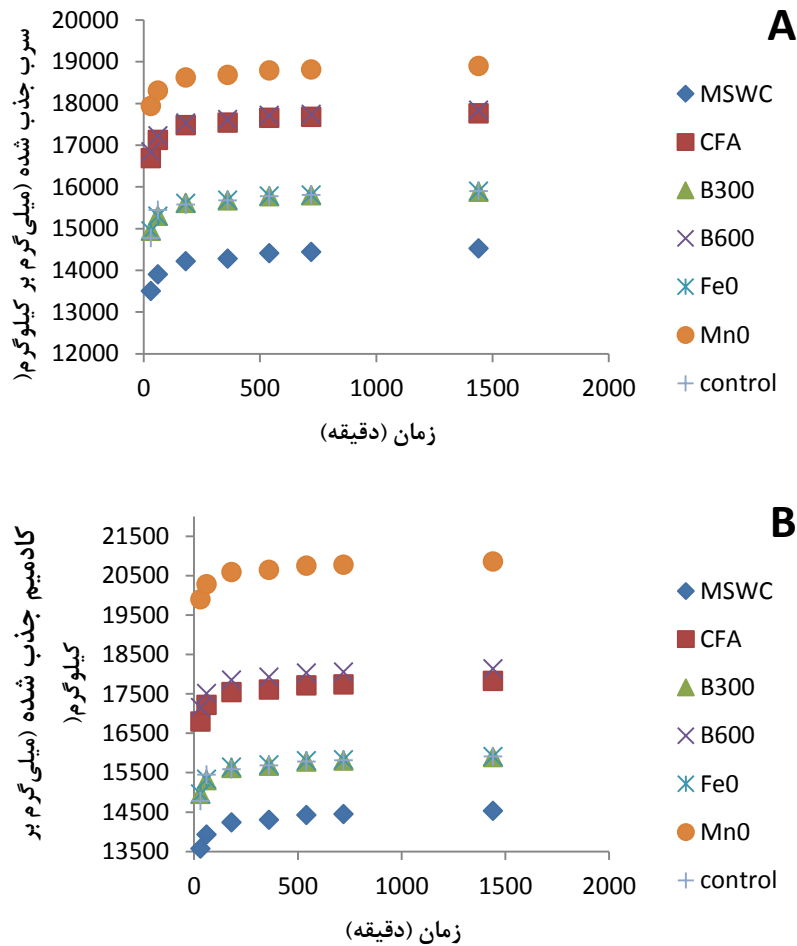 A
سرب جذب شده (میلی‌گرم بر کیلوگرم(
20000
19000
18000
17000
16000
15000
14000
13000
12000
0
500
1000
1500
2000
زمان (دقیقه)
MSWC
CFA
B300
B600
Fe0
Mn0
control
B
کادمیم جذب شده (میلی‌گرم بر
کیلوگرم(
21500
20500
19500
18500
17500
16500
15500
14500
13500
0
500
1000
1500
2000
زمان (دقیقه)
MSWC
CFA
B300
B600
Fe0
Mn0
control